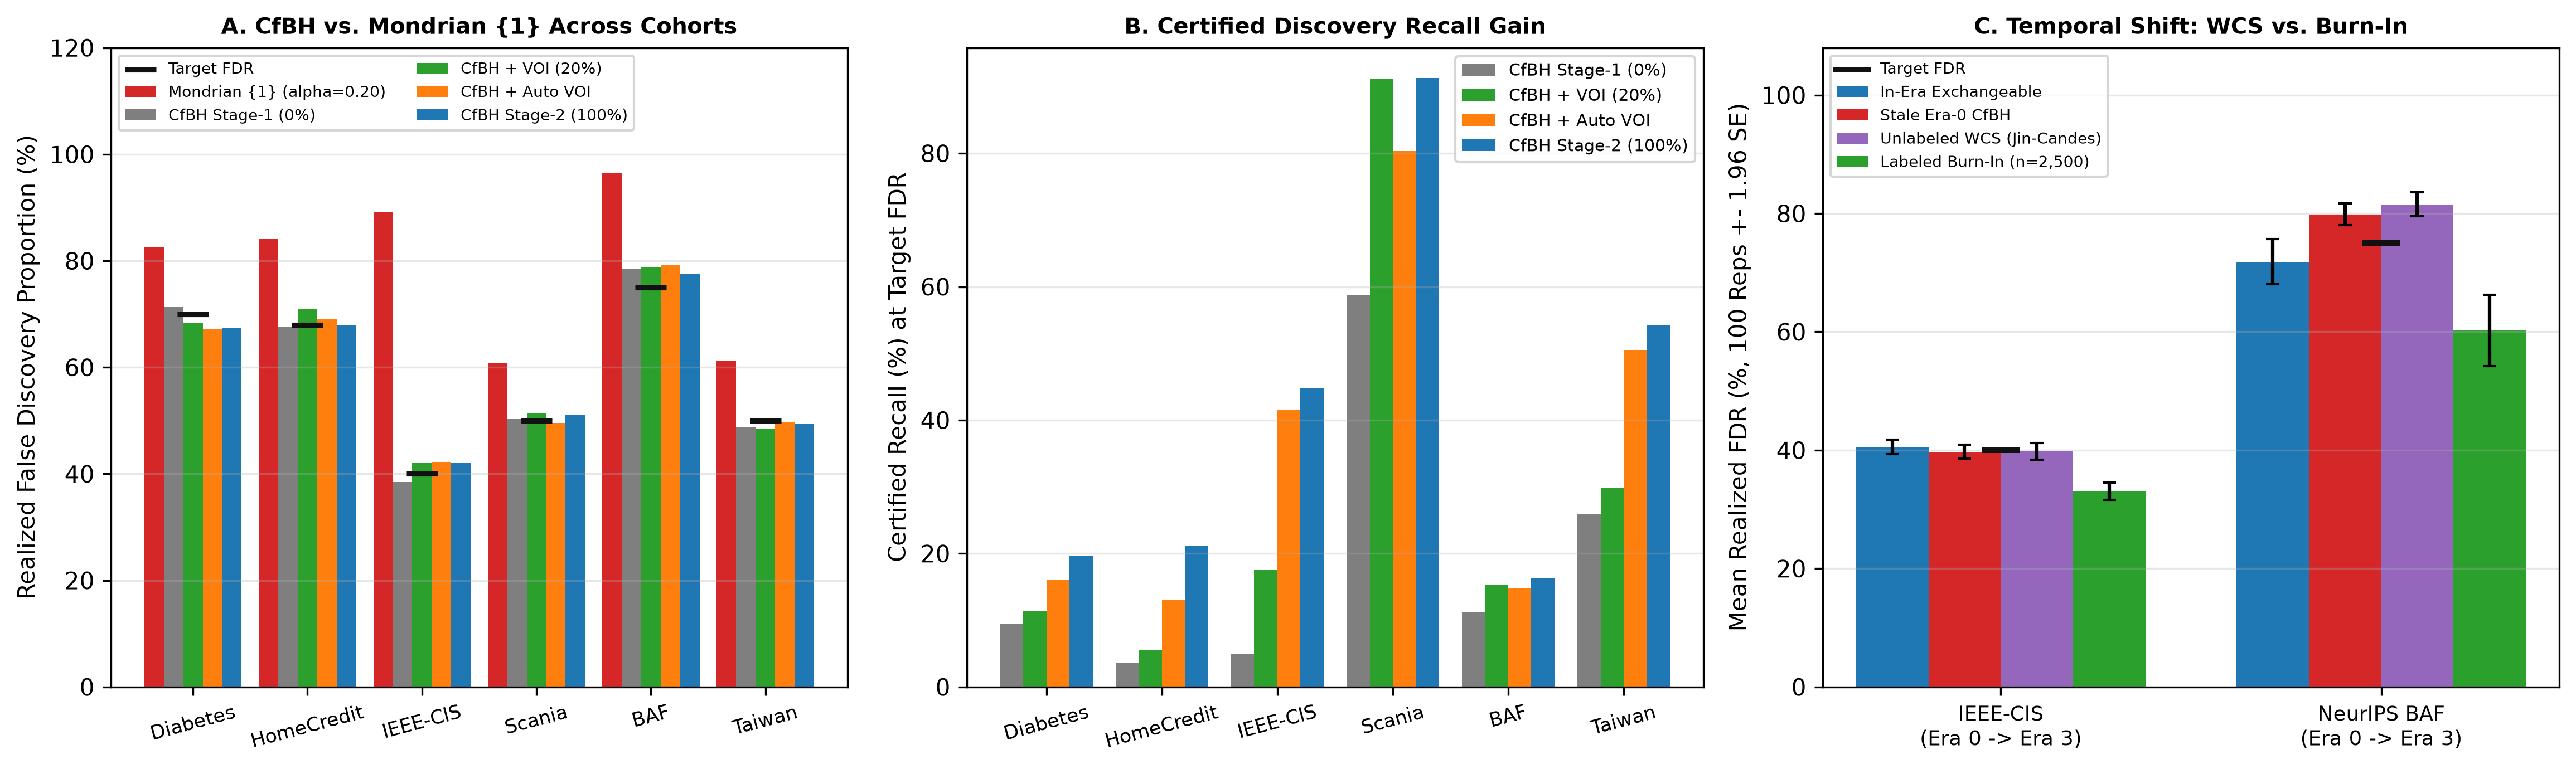 A. CfBH vs. Mondrian {1} Across Cohorts
Realized False Discovery Proportion (%)
120
100
80
60
40
20
0
Target FDR
Mondrian {1} (alpha=0.20)
CfBH Stage-1 (0%)
CfBH + VOI (20%)
CfBH + Auto VOI
CfBH Stage-2 (100%)
Diabetes
HomeCredit
IEEE-CIS
Scania
BAF
Taiwan
B. Certified Discovery Recall Gain
Certified Recall (%) at Target FDR
80
60
40
20
0
CfBH Stage-1 (0%)
CfBH + VOI (20%)
CfBH + Auto VOI
CfBH Stage-2 (100%)
Diabetes
HomeCredit
IEEE-CIS
Scania
BAF
Taiwan
C. Temporal Shift: WCS vs. Burn-In
Mean Realized FDR (%, 100 Reps +- 1.96 SE)
100
80
60
40
20
0
Target FDR
In-Era Exchangeable
Stale Era-0 CfBH
Unlabeled WCS (Jin-Candes)
Labeled Burn-In (n=2,500)
IEEE-CIS
(Era 0 -> Era 3)
NeurIPS BAF
(Era 0 -> Era 3)